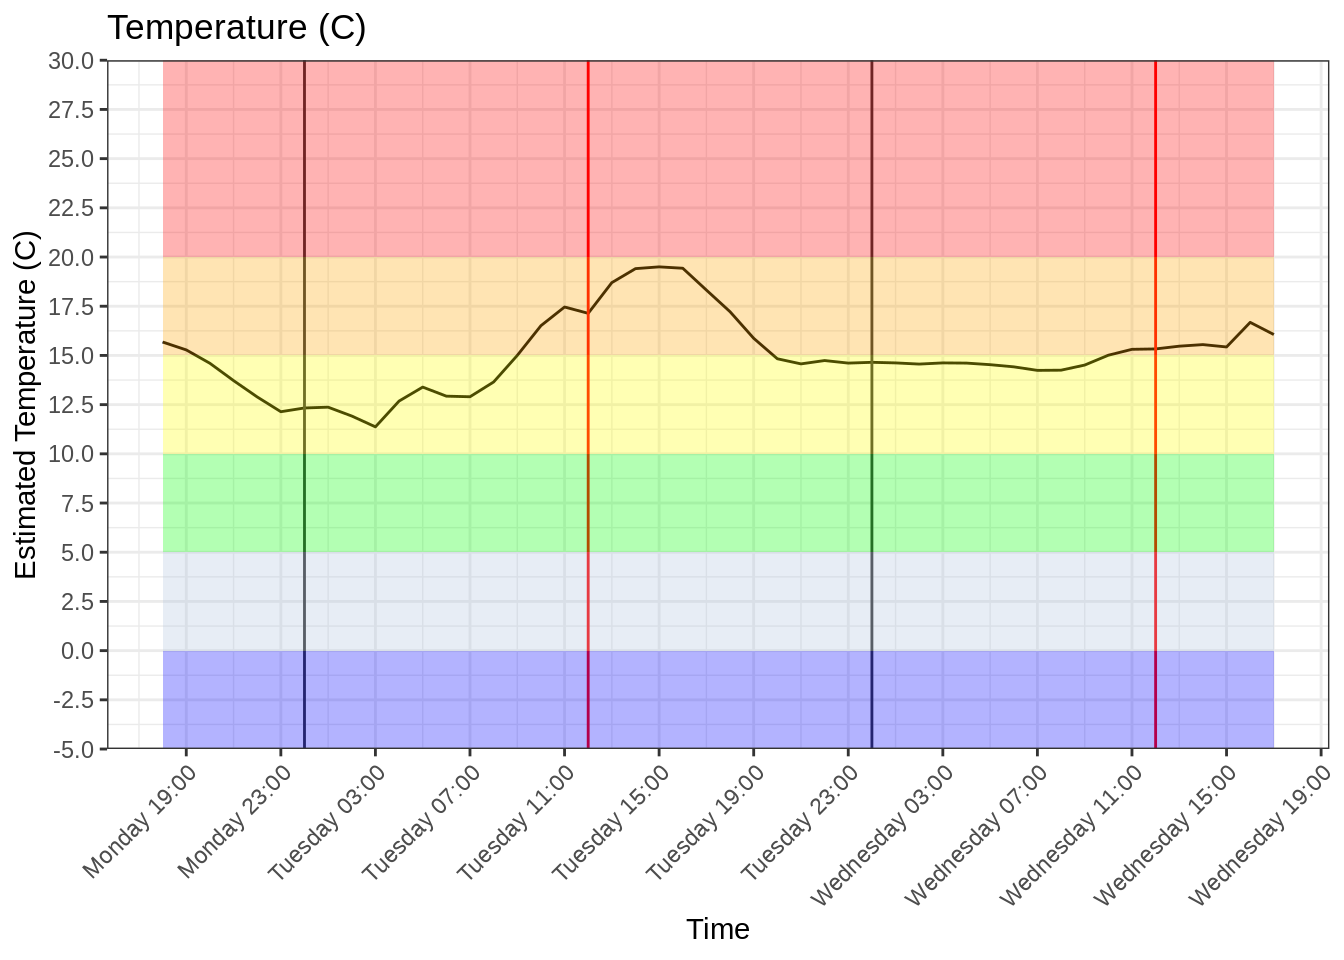 Temperature (C)
Estimated Temperature (C)
30.0
27.5
25.0
22.5
20.0
17.5
15.0
12.5
10.0
7.5
5.0
2.5
0.0
-2.5
-5.0
Monday 19:00
Monday 23:00
Tuesday 03:00
Tuesday 07:00
Tuesday 11:00
Tuesday 15:00
Tuesday 19:00
Tuesday 23:00
Wednesday 03:00
Wednesday 07:00
Wednesday 11:00
Wednesday 15:00
Wednesday 19:00
Time